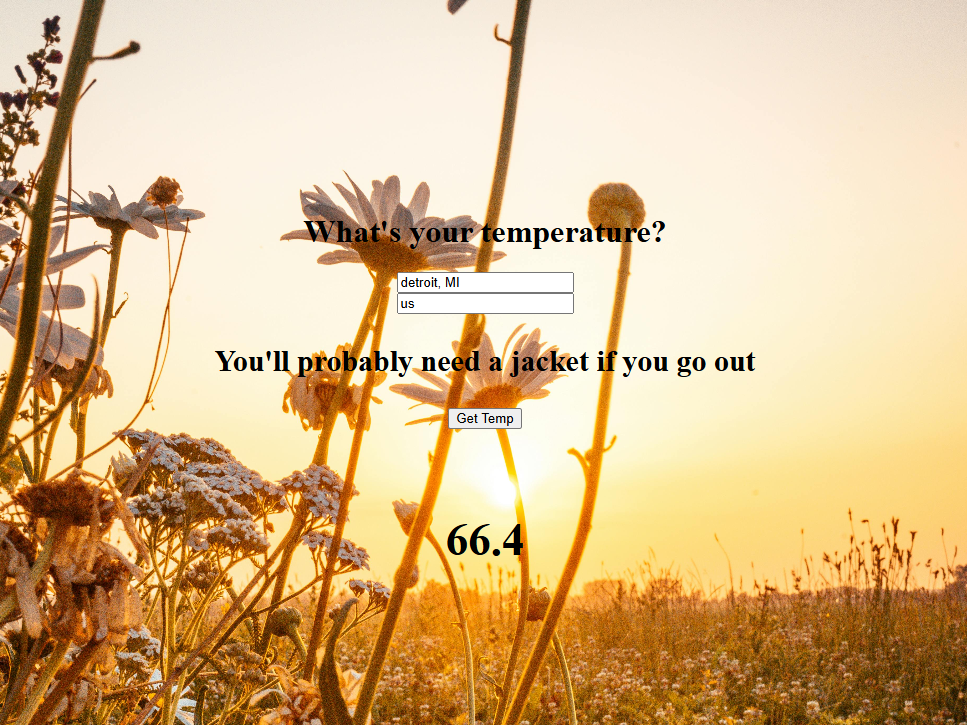 What's your temperature?
detroit, MI
us
You'll probably need a jacket if you go out
Get Temp
66.4